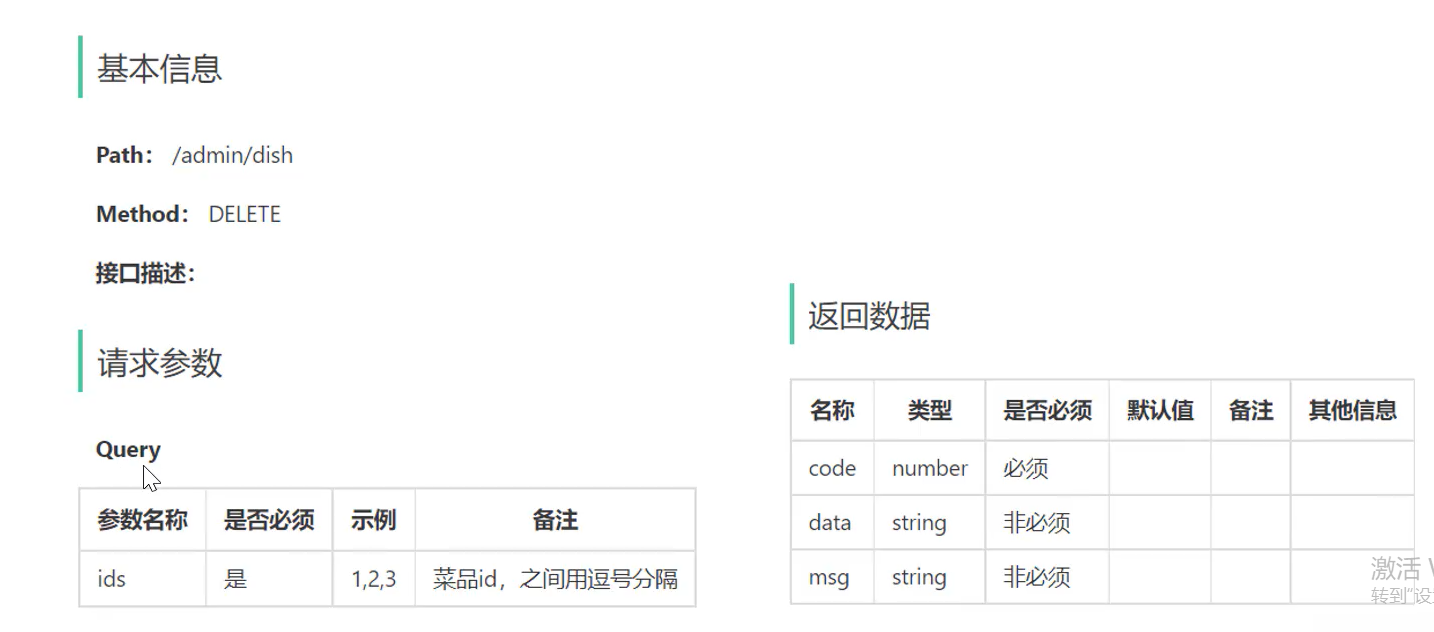 基本信息
Path： /admin/dish
Method： DELETE
接口描述：
请求参数
Query
参数名称 是否必须 示例 备注
ids 是 1,2,3 菜品id，之间用逗号分隔
返回数据
名称 类型 是否必须 默认值 备注 其他信息
code number 必须
data string 非必须
msg string 非必须
激活
转到"设